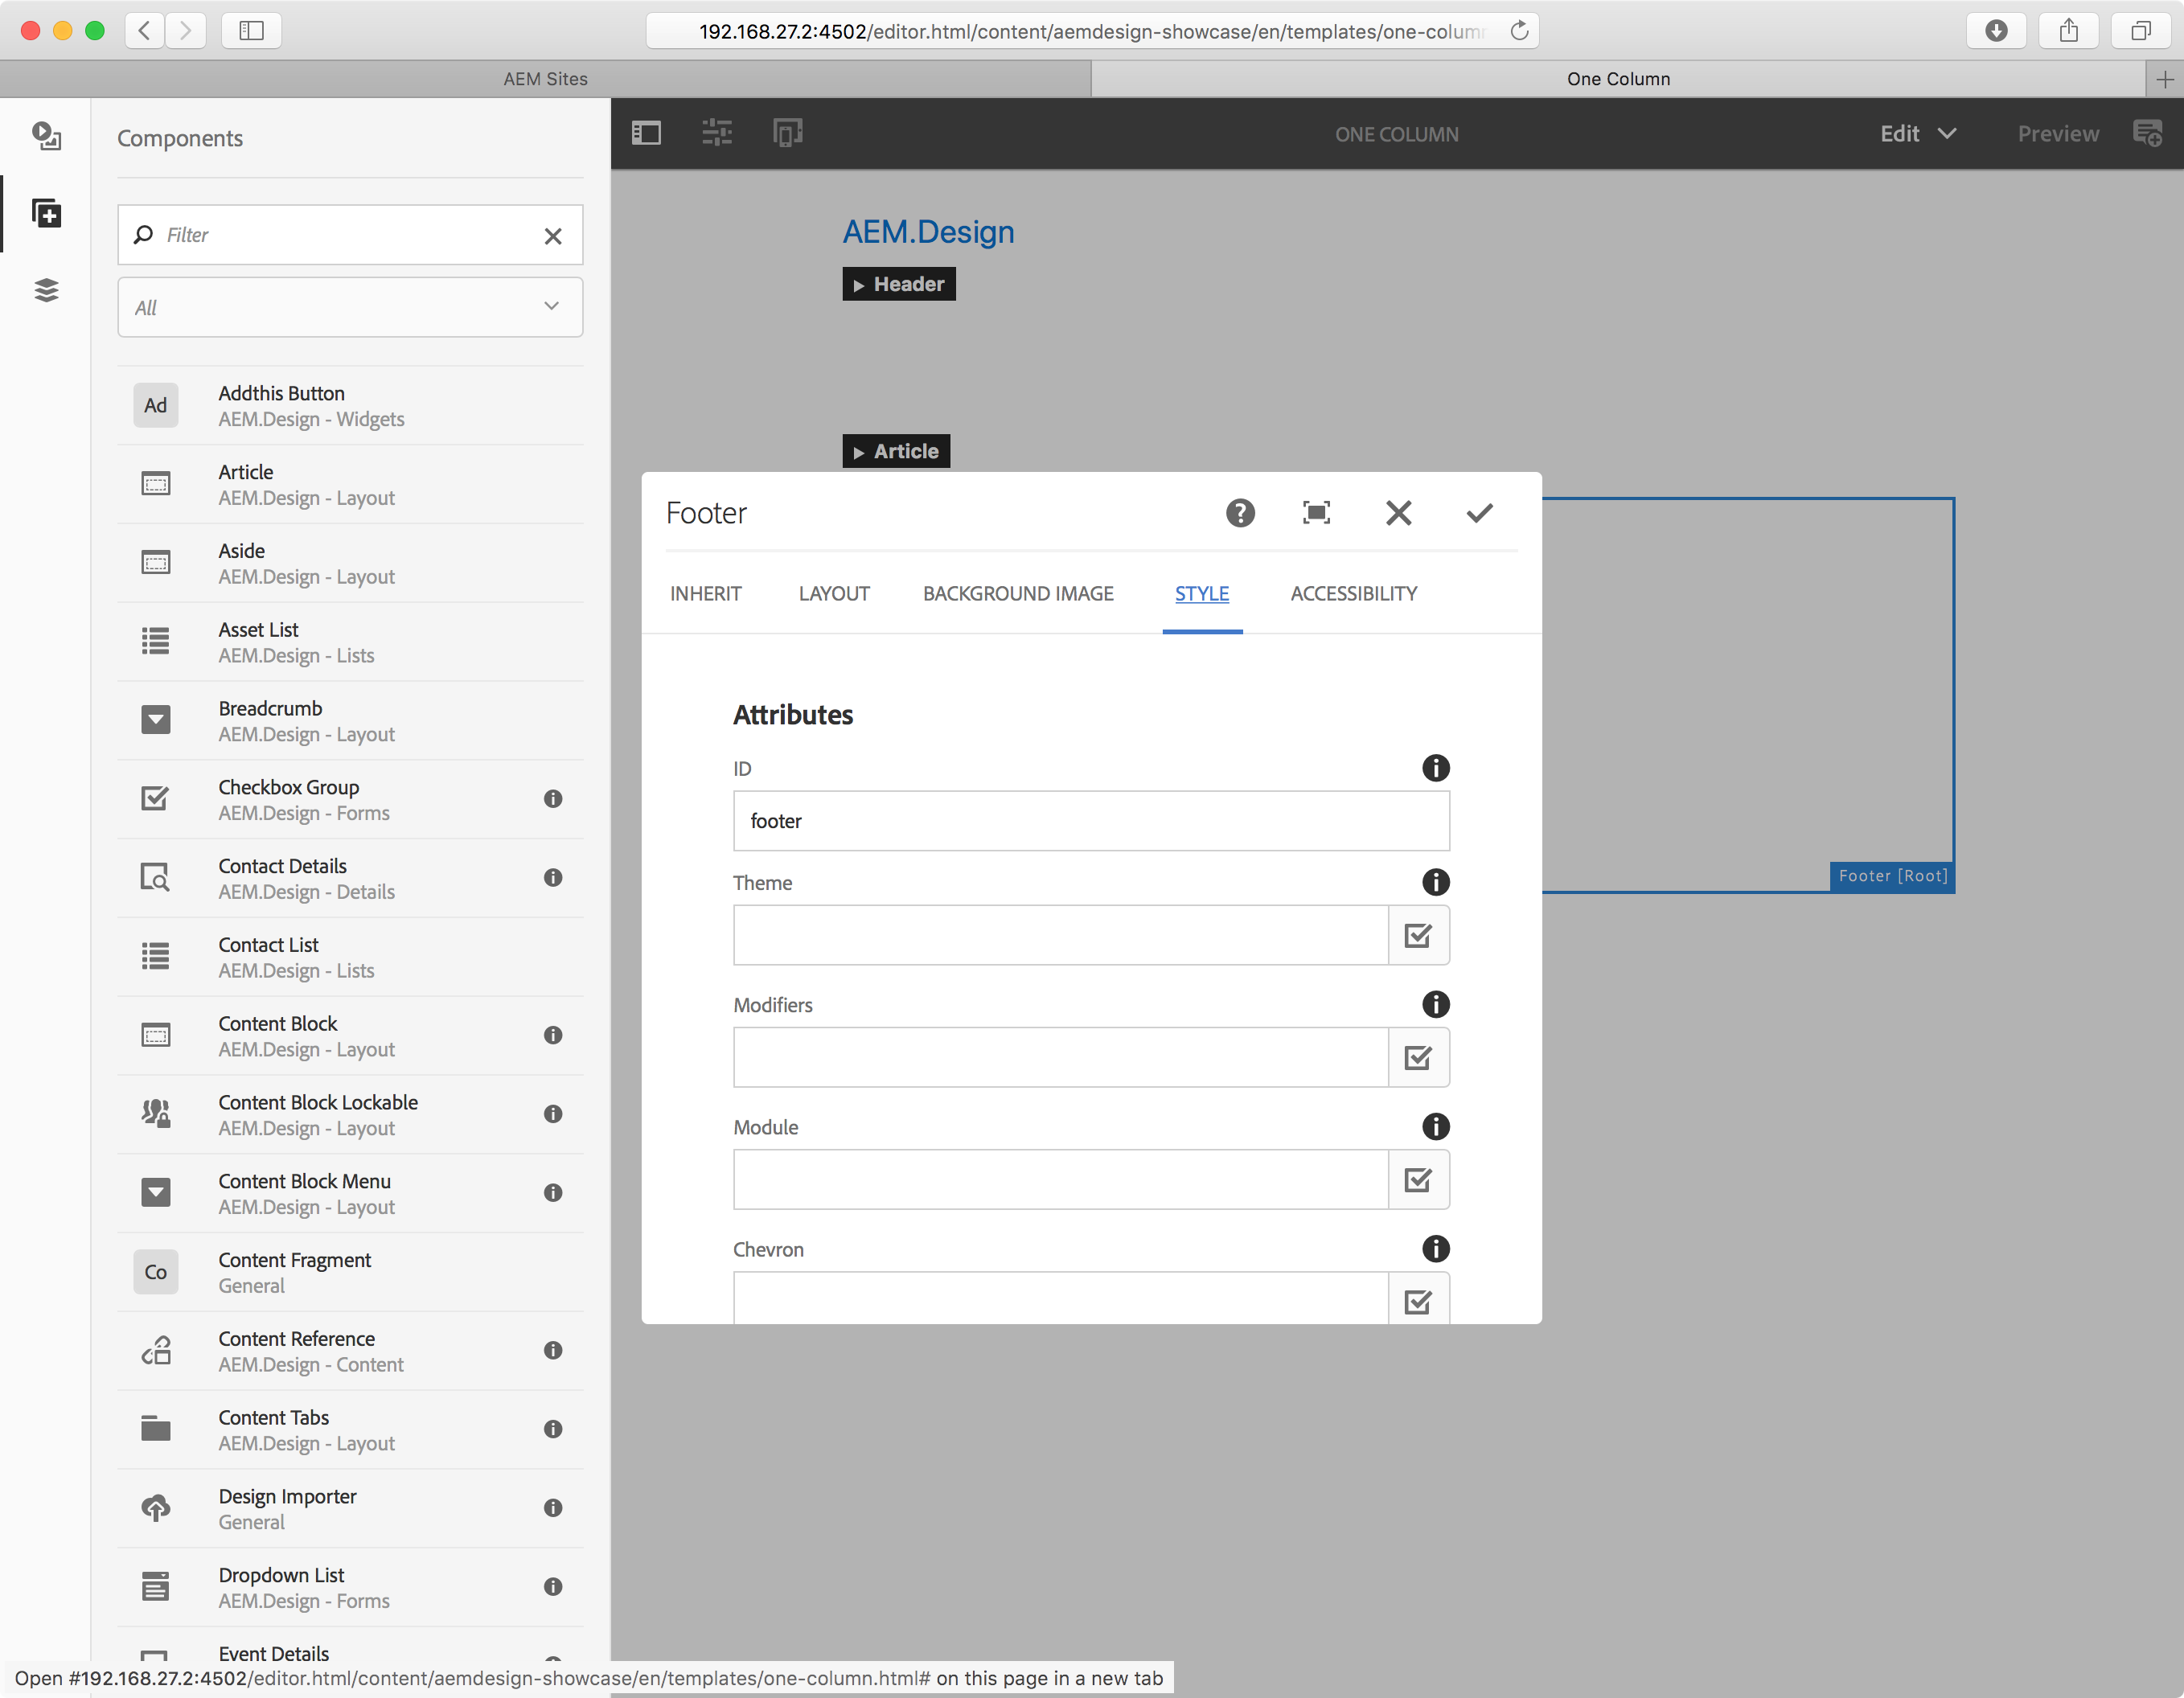 192.168.27.2:4502/editor.html/content/aemdesign-showcase/en/templates/one-colum
AEM Sites
One Column
Components
Filter
All
Ad
Addthis Button
AEM.Design - Widgets
Article
AEM.Design - Layout
Aside
AEM.Design - Layout
Asset List
AEM.Design - Lists
Breadcrumb
AEM.Design - Layout
Checkbox Group
AEM.Design - Forms
Contact Details
AEM.Design - Details
Contact List
AEM.Design - Lists
Content Block
AEM.Design - Layout
Content Block Lockable
AEM.Design - Layout
Content Block Menu
AEM.Design - Layout
Co
Content Fragment
General
Content Reference
AEM.Design - Content
Content Tabs
AEM.Design - Layout
Design Importer
General
Dropdown List
AEM.Design - Forms
Event Details
ONE COLUMN
Edit
Preview
AEM.Design
Header
Article
Footer
INHERIT LAYOUT BACKGROUND IMAGE STYLE ACCESSIBILITY
Attributes
ID
footer
Theme
Modifiers
Module
Chevron
Footer [Root]
Open #192.168.27.2:4502/editor.html/content/aemdesign-showcase/en/templates/one-column.html# on this page in a new tab